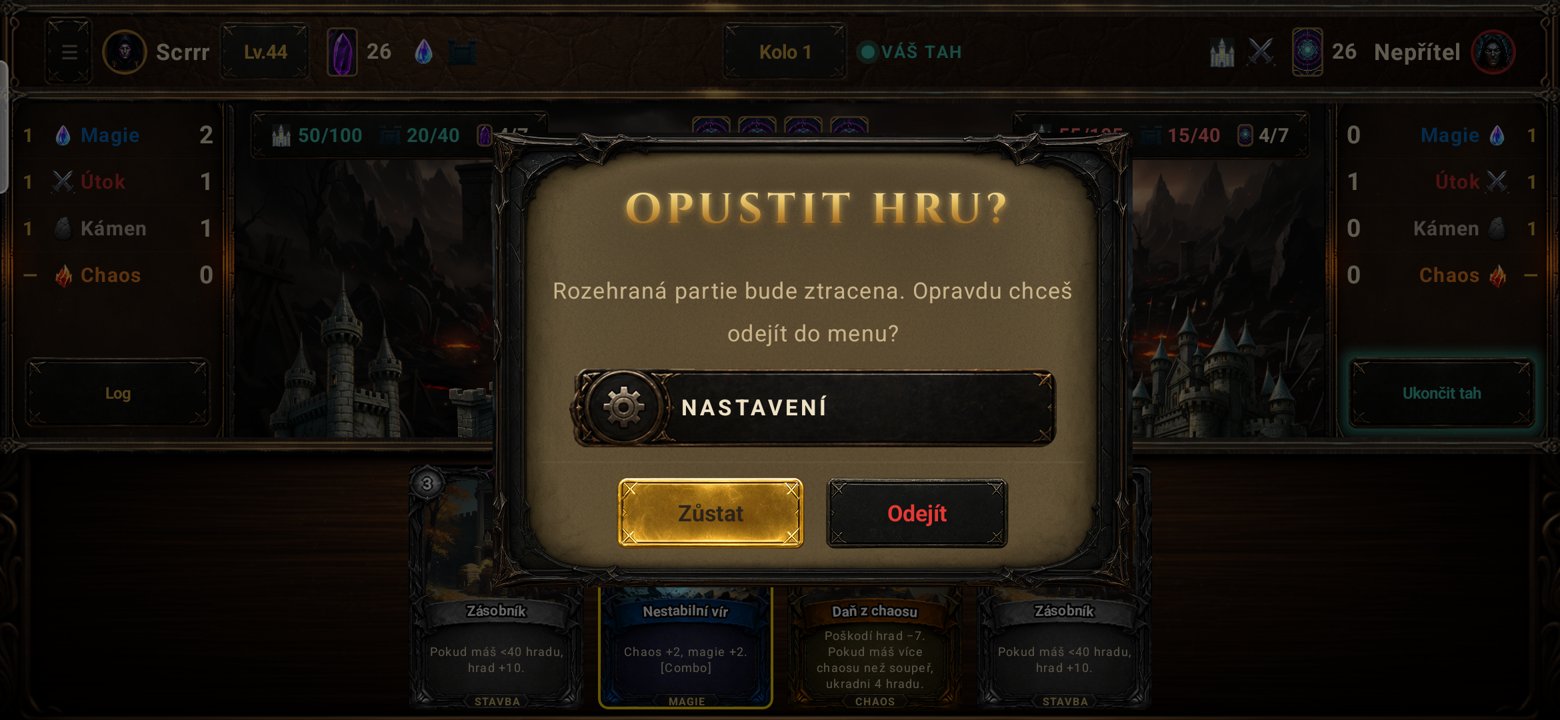 Scrrr
Lv.44
26
Kolo 1
VÁŠ TAH
26
Nepřítel
1 Magie 2
1 Útok 1
1 Kámen 1
– Chaos 0
Log
50/100
20/40
15/40
4/7
0 Magie 1
1 Útok 1
0 Kámen 1
0 Chaos –
Ukončit tah
OPUSTIT HRU?
Rozehraná partie bude ztracena. Opravdu chceš
odejít do menu?
NASTAVENÍ
Zůstat
Odejít
3
Zásobník
Pokud máš <40 hradu,
hrad +10.
STAVBA
Nestabilní vír
Chaos +2, magie +2.
[Combo]
MAGIE
Daň z chaosu
Poškodí hrad −7.
Pokud máš více
chaosu než soupeř,
ukradni 4 hradu.
CHAOS
Zásobník
Pokud máš <40 hradu,
hrad +10.
STAVBA